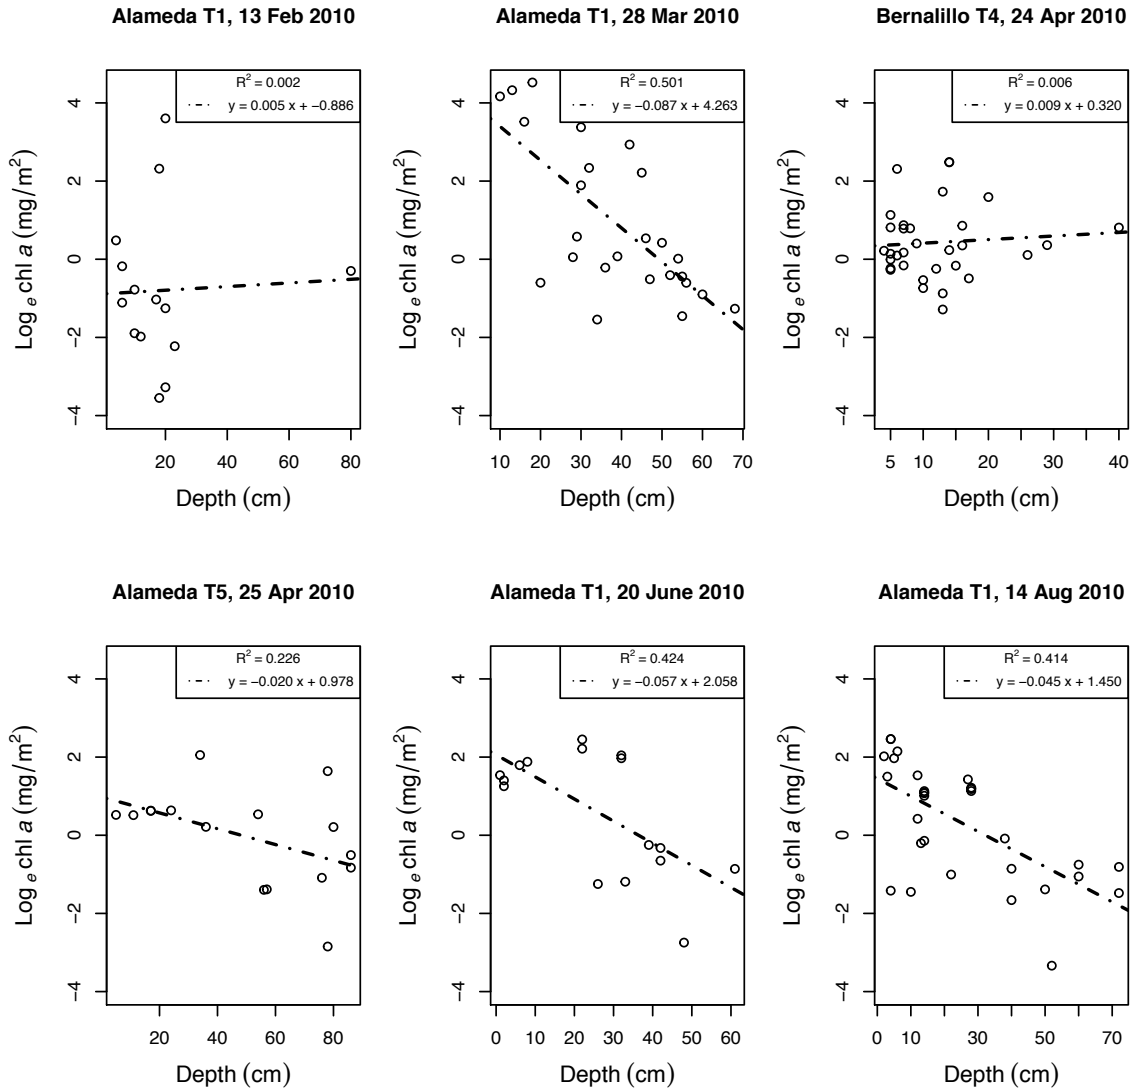 Alameda T1, 13 Feb 2010
R² = 0.002
y = 0.005 x + −0.886
4
2
0
−2
−4
Log e chl a (mg/m²)
20 40 60 80
Depth (cm)
Alameda T1, 28 Mar 2010
R² = 0.501
y = −0.087 x + 4.263
4
2
0
−2
−4
Log e chl a (mg/m²)
10 20 30 40 50 60 70
Depth (cm)
Bernalillo T4, 24 Apr 2010
R² = 0.006
y = 0.009 x + 0.320
4
2
0
−2
−4
Log e chl a (mg/m²)
5 10 20 30 40
Depth (cm)
Alameda T5, 25 Apr 2010
R² = 0.226
y = −0.020 x + 0.978
4
2
0
−2
−4
Log e chl a (mg/m²)
20 40 60 80
Depth (cm)
Alameda T1, 20 June 2010
R² = 0.424
y = −0.057 x + 2.058
4
2
0
−2
−4
Log e chl a (mg/m²)
0 10 20 30 40 50 60
Depth (cm)
Alameda T1, 14 Aug 2010
R² = 0.414
y = −0.045 x + 1.450
4
2
0
−2
−4
Log e chl a (mg/m²)
0 10 30 50 70
Depth (cm)